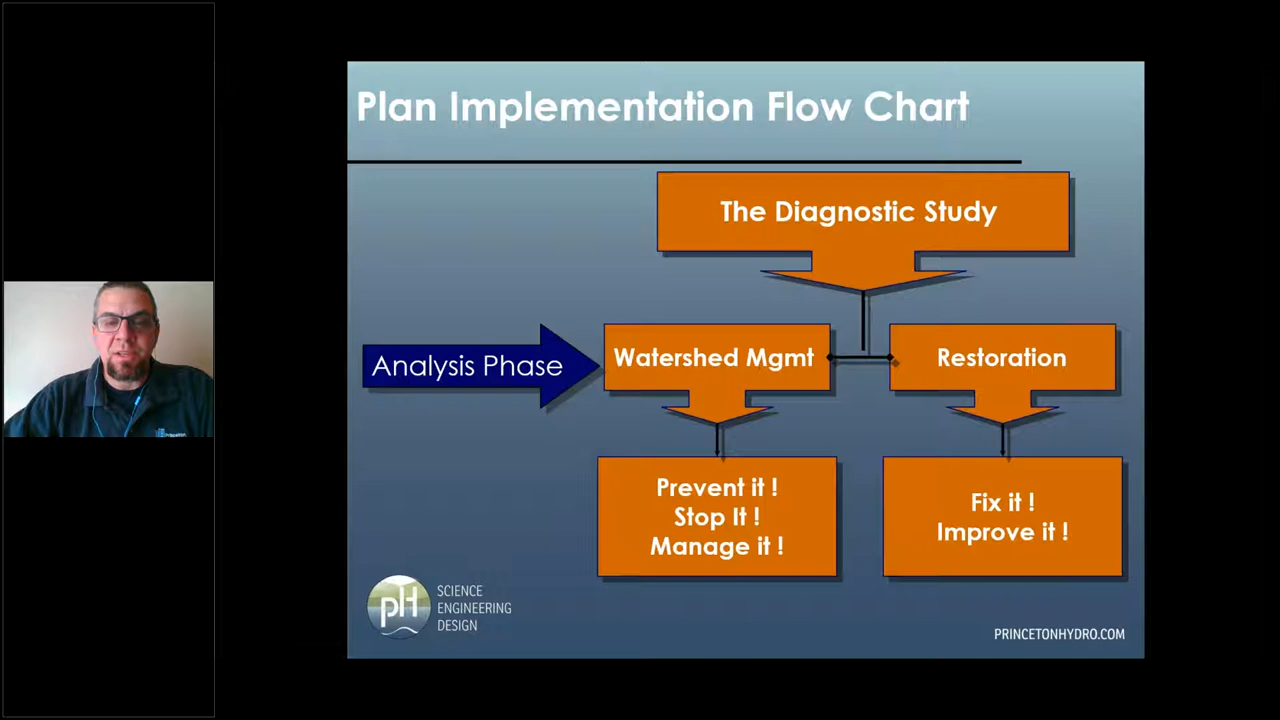 Plan Implementation Flow Chart
The Diagnostic Study
Analysis Phase
Watershed Mgmt
Restoration
Prevent it !
Stop It !
Manage it !
Fix it !
Improve it !
pH
SCIENCE
ENGINEERING
DESIGN
PRINCETONHYDRO.COM